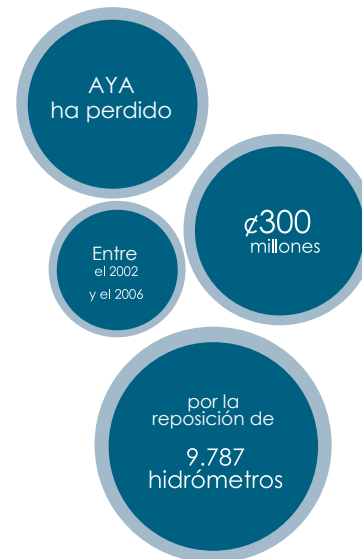 AYA
ha perdido
¢300
millones
Entre
el 2002
y el 2006
por la
reposición de
9.787
hidrómetros